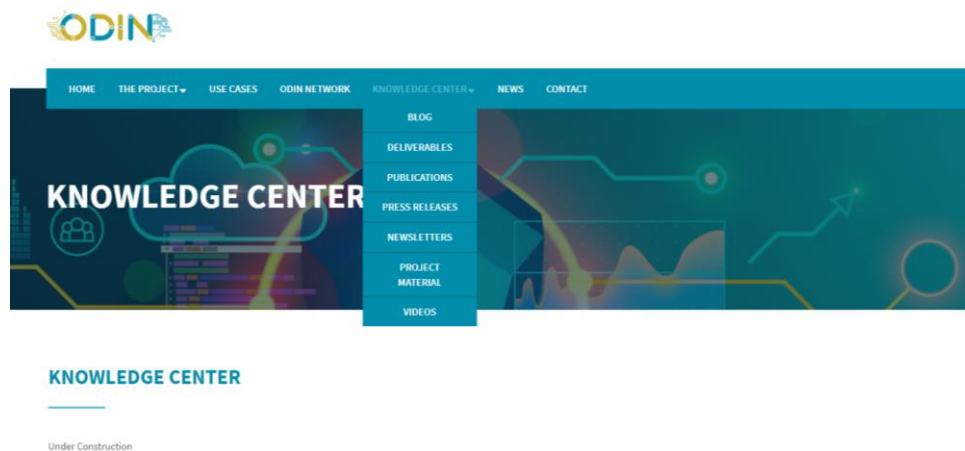 ODIN
HOME THE PROJECT USE CASES ODIN NETWORK KNOWLEDGE CENTER NEWS CONTACT
BLOG
DELIVERABLES
PUBLICATIONS
PRESS RELEASES
NEWSLETTERS
PROJECT
MATERIAL
VIDEOS
KNOWLEDGE CENTER
KNOWLEDGE CENTER
Under Construction